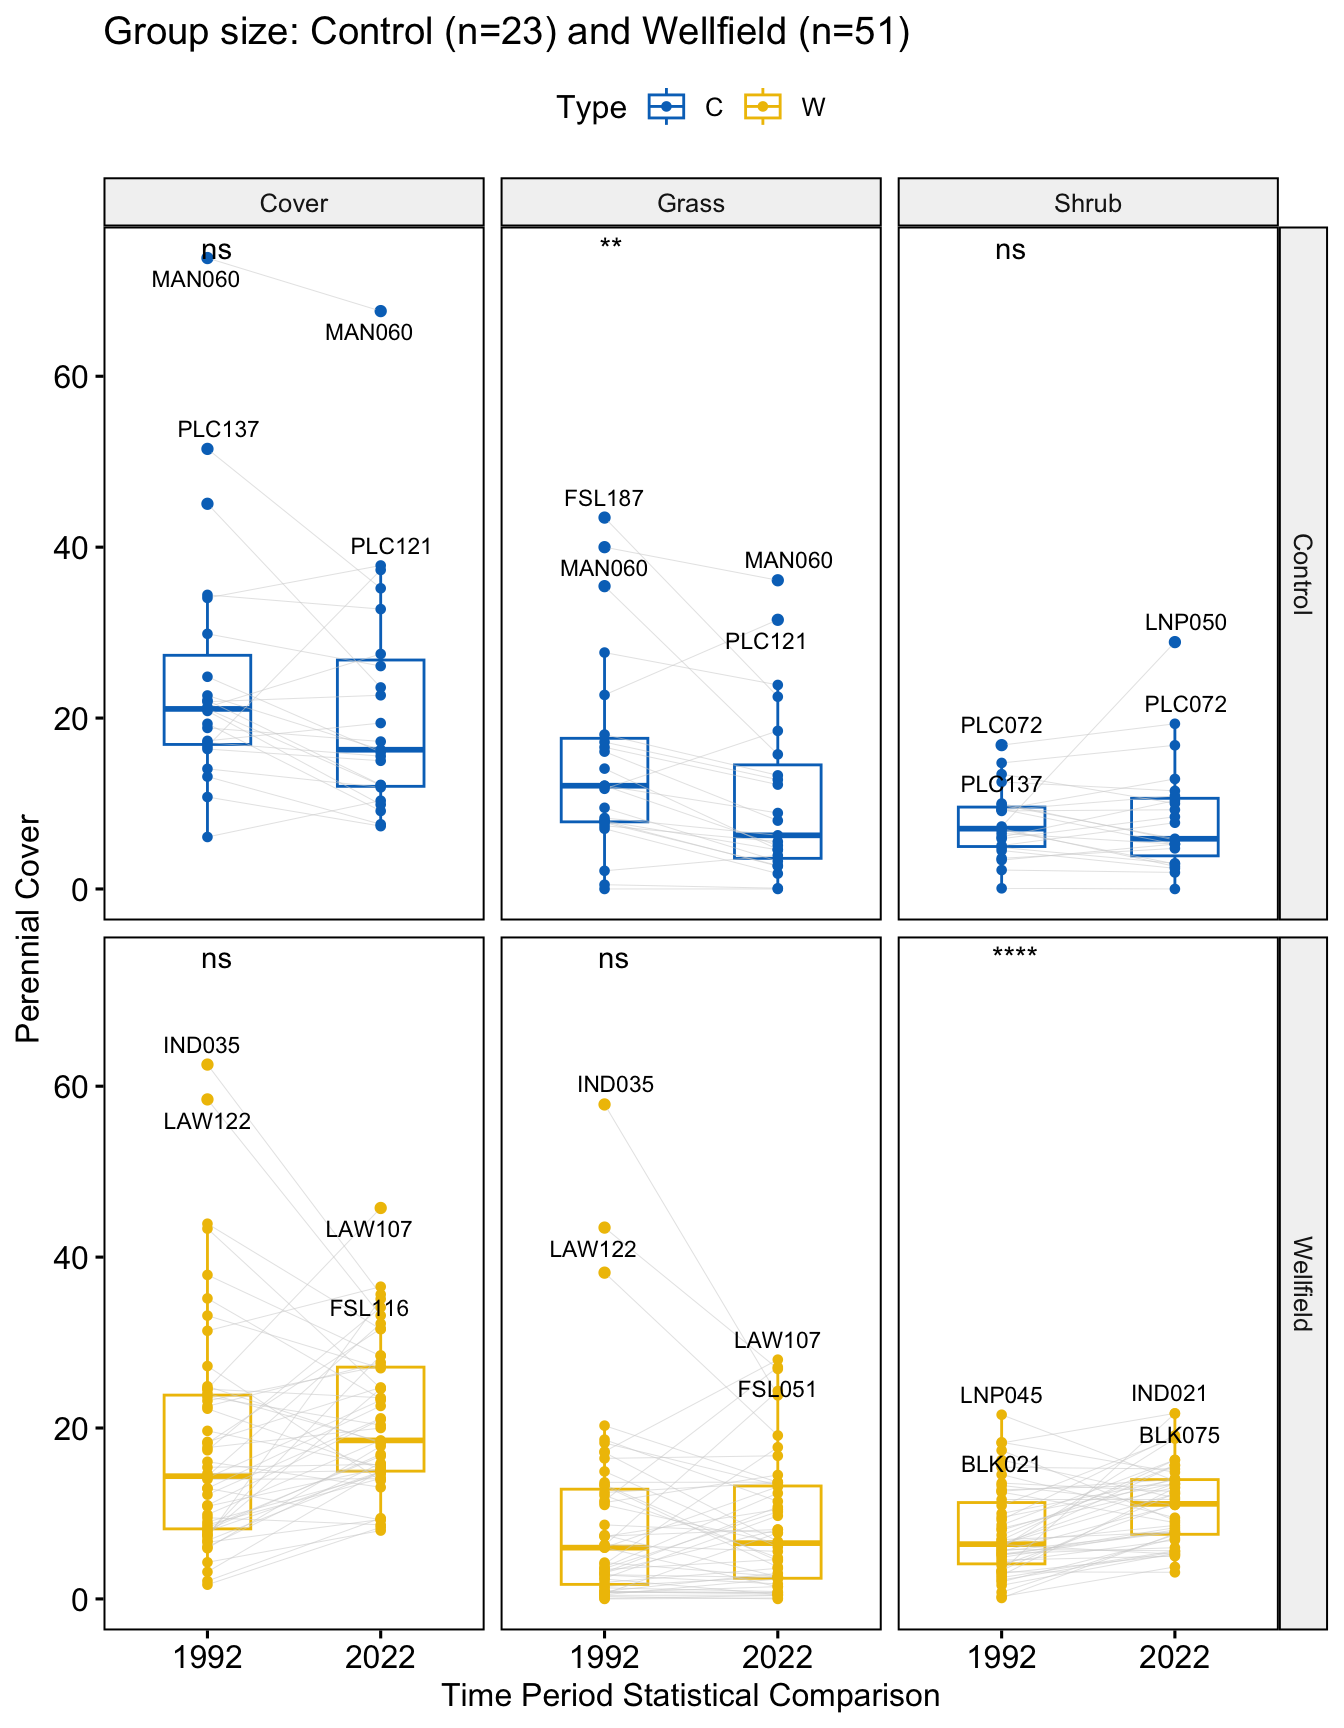 Group size: Control (n=23) and Wellfield (n=51)
Type C W
Cover Grass Shrub
ns ** ns
MAN060
MAN060
60
PLC137
FSL187
40
PLC121
MAN060
MAN060
LNP050
PLC121
PLC072
20
PLC072
PLC137
0
Control
Perennial Cover
ns ns ****
IND035
60
IND035
LAW122
40
LAW107
LAW122
FSL116
LAW107
FSL051
LNP045
IND021
20
BLK075
BLK021
0
Wellfield
1992 2022 1992 2022 1992 2022
Time Period Statistical Comparison